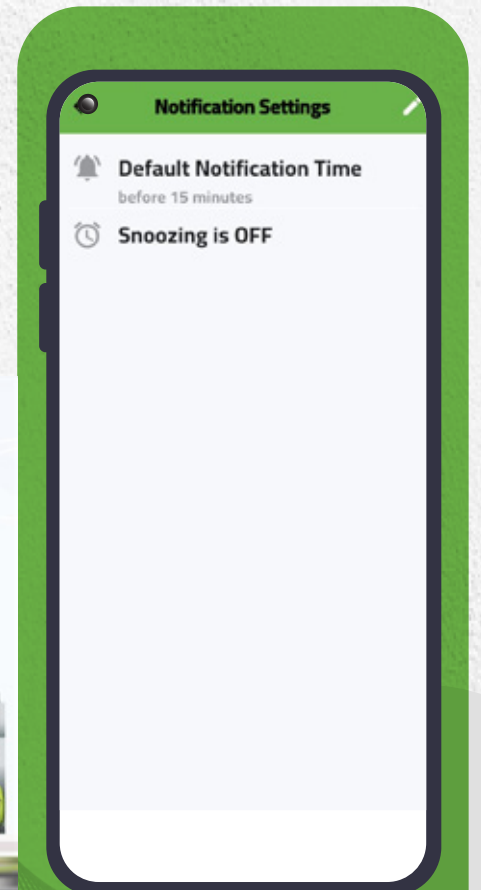 Notification Settings
Default Notification Time
before 15 minutes
Snoozing is OFF